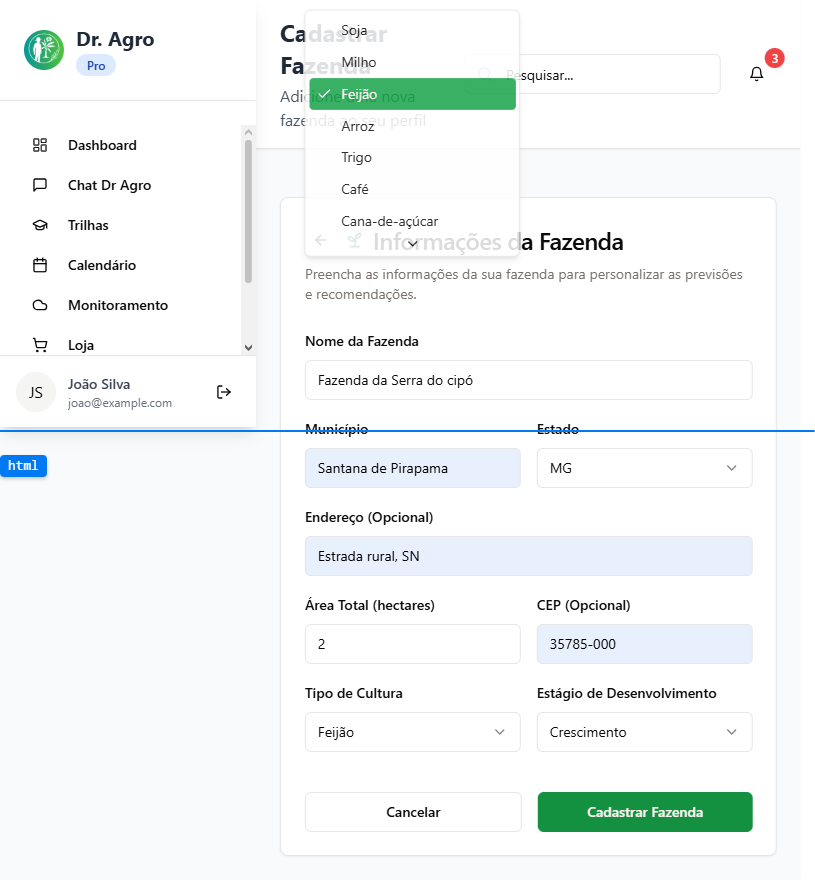 Dr. Agro
Pro
Dashboard
Chat Dr Agro
Trilhas
Calendário
Monitoramento
Loja
JS
João Silva
joao@example.com
html
Cadastrar
Fazenda
Adicione uma nova
fazenda ao seu perfil
Pesquisar...
3
Soja
Milho
Feijão
Arroz
Trigo
Café
Cana-de-açúcar
Informações da Fazenda
Preencha as informações da sua fazenda para personalizar as previsões
e recomendações.
Nome da Fazenda
Fazenda da Serra do cipó
Município
Estado
Santana de Pirapama
MG
Endereço (Opcional)
Estrada rural, SN
Área Total (hectares)
CEP (Opcional)
2
35785-000
Tipo de Cultura
Estágio de Desenvolvimento
Feijão
Crescimento
Cancelar
Cadastrar Fazenda